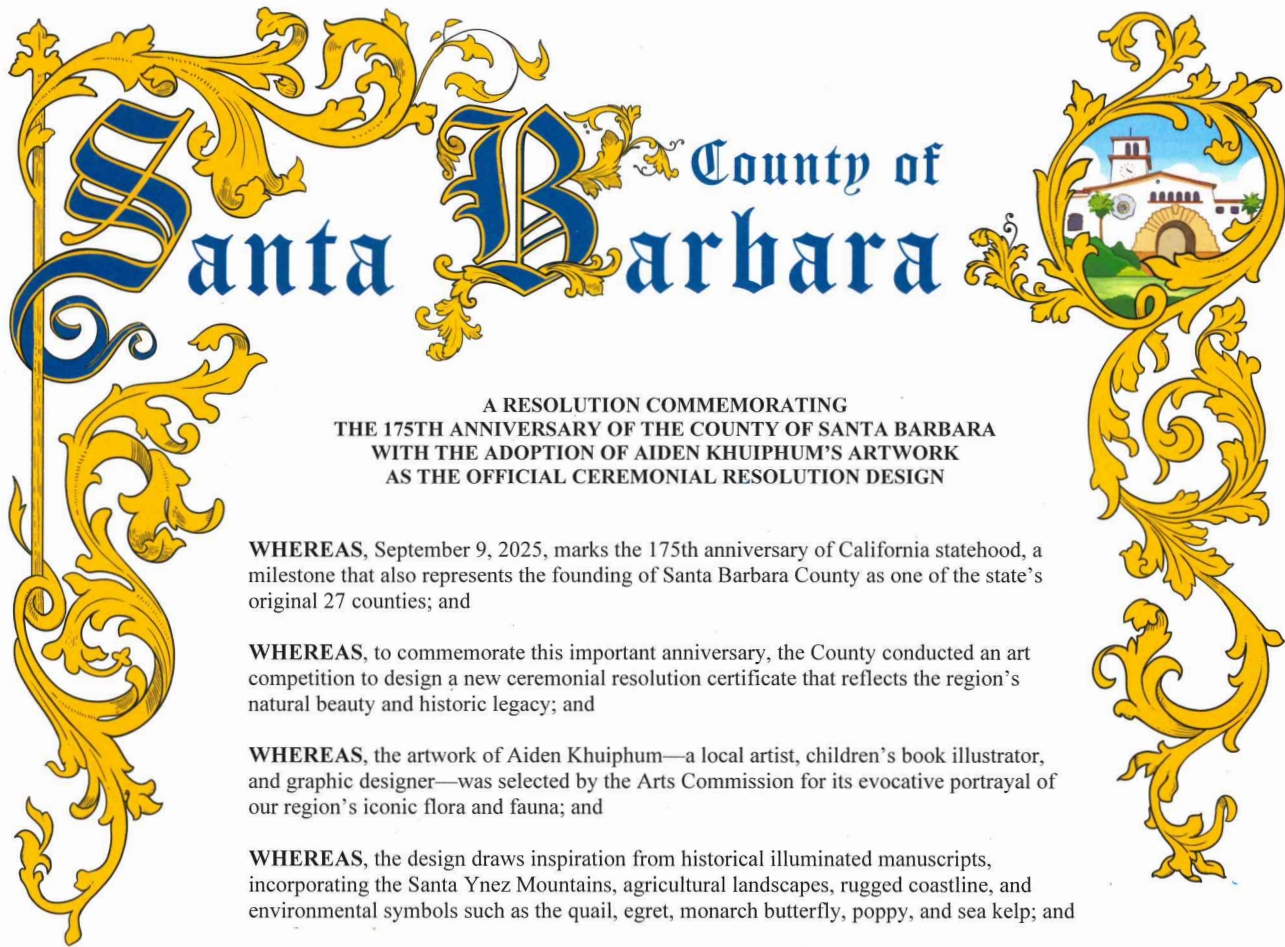 County of
Santa Barbara
A RESOLUTION COMMEMORATING
THE 175TH ANNIVERSARY OF THE COUNTY OF SANTA BARBARA
WITH THE ADOPTION OF AIDEN KHUIPHUM’S ARTWORK
AS THE OFFICIAL CEREMONIAL RESOLUTION DESIGN
WHEREAS, September 9, 2025, marks the 175th anniversary of California statehood, a
milestone that also represents the founding of Santa Barbara County as one of the state’s
original 27 counties; and
WHEREAS, to commemorate this important anniversary, the County conducted an art
competition to design a new ceremonial resolution certificate that reflects the region’s
natural beauty and historic legacy; and
WHEREAS, the artwork of Aiden Khuiphum—a local artist, children’s book illustrator,
and graphic designer—was selected by the Arts Commission for its evocative portrayal of
our region’s iconic flora and fauna; and
WHEREAS, the design draws inspiration from historical illuminated manuscripts,
incorporating the Santa Ynez Mountains, agricultural landscapes, rugged coastline, and
environmental symbols such as the quail, egret, monarch butterfly, poppy, and sea kelp; and